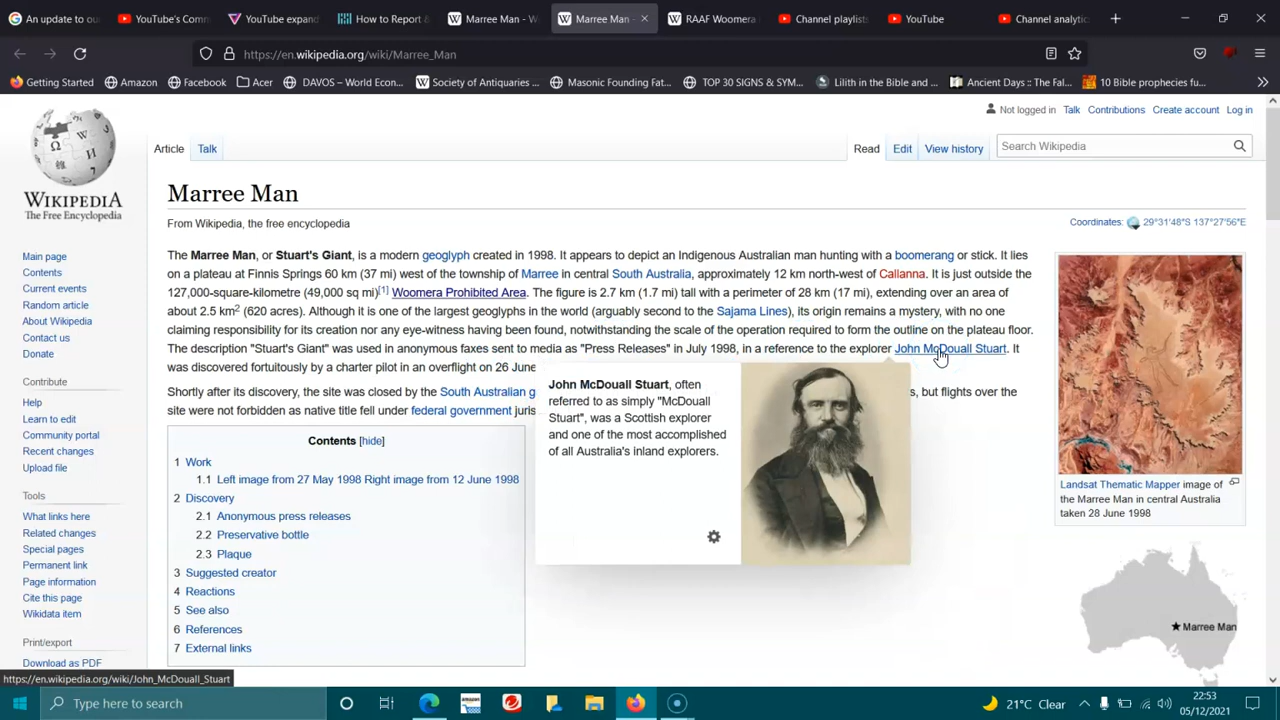 An update to ou
YouTube's Comm
YouTube expand
How to Report &
Marree Man - W
Marree Man -
RAAF Woomera
Channel playlists
YouTube
Channel analytic
https://en.wikipedia.org/wiki/Marree_Man
Getting Started
Amazon
Facebook
Acer
DAVOS – World Econ...
Society of Antiquaries ...
Masonic Founding Fat...
TOP 30 SIGNS & SYM...
Lilith in the Bible and ...
Ancient Days :: The Fal...
10 Bible prophecies fu...
Not logged in Talk Contributions Create account Log in
Article Talk
Read Edit View history
Search Wikipedia
WIKIPEDIA
The Free Encyclopedia
Main page
Contents
Current events
Random article
About Wikipedia
Contact us
Donate
Contribute
Help
Learn to edit
Community portal
Recent changes
Upload file
Tools
What links here
Related changes
Special pages
Permanent link
Page information
Cite this page
Wikidata item
Print/export
Download as PDF
Marree Man
From Wikipedia, the free encyclopedia
Coordinates: 29°31′48″S 137°27′56″E
The Marree Man, or Stuart's Giant, is a modern geoglyph created in 1998. It appears to depict an Indigenous Australian man hunting with a boomerang or stick. It lies
on a plateau at Finnis Springs 60 km (37 mi) west of the township of Marree in central South Australia, approximately 12 km north-west of Callanna. It is just outside the
127,000-square-kilometre (49,000 sq mi)[1] Woomera Prohibited Area. The figure is 2.7 km (1.7 mi) tall with a perimeter of 28 km (17 mi), extending over an area of
about 2.5 km2 (620 acres). Although it is one of the largest geoglyphs in the world (arguably second to the Sajama Lines), its origin remains a mystery, with no one
claiming responsibility for its creation nor any eye-witness having been found, notwithstanding the scale of the operation required to form the outline on the plateau floor.
The description "Stuart's Giant" was used in anonymous faxes sent to media as "Press Releases" in July 1998, in a reference to the explorer John McDouall Stuart. It
was discovered fortuitously by a charter pilot in an overflight on 26 June
Shortly after its discovery, the site was closed by the South Australian g s, but flights over the
site were not forbidden as native title fell under federal government juris
John McDouall Stuart, often
referred to as simply "McDouall
Stuart", was a Scottish explorer
and one of the most accomplished
of all Australia's inland explorers.
Contents [hide]
1 Work
1.1 Left image from 27 May 1998 Right image from 12 June 1998
2 Discovery
2.1 Anonymous press releases
2.2 Preservative bottle
2.3 Plaque
3 Suggested creator
4 Reactions
5 See also
6 References
7 External links
Landsat Thematic Mapper image of
the Marree Man in central Australia
taken 28 June 1998
Marree Man
https://en.wikipedia.org/wiki/John_McDouall_Stuart
Type here to search
amazon
21°C Clear
22:53
05/12/2021